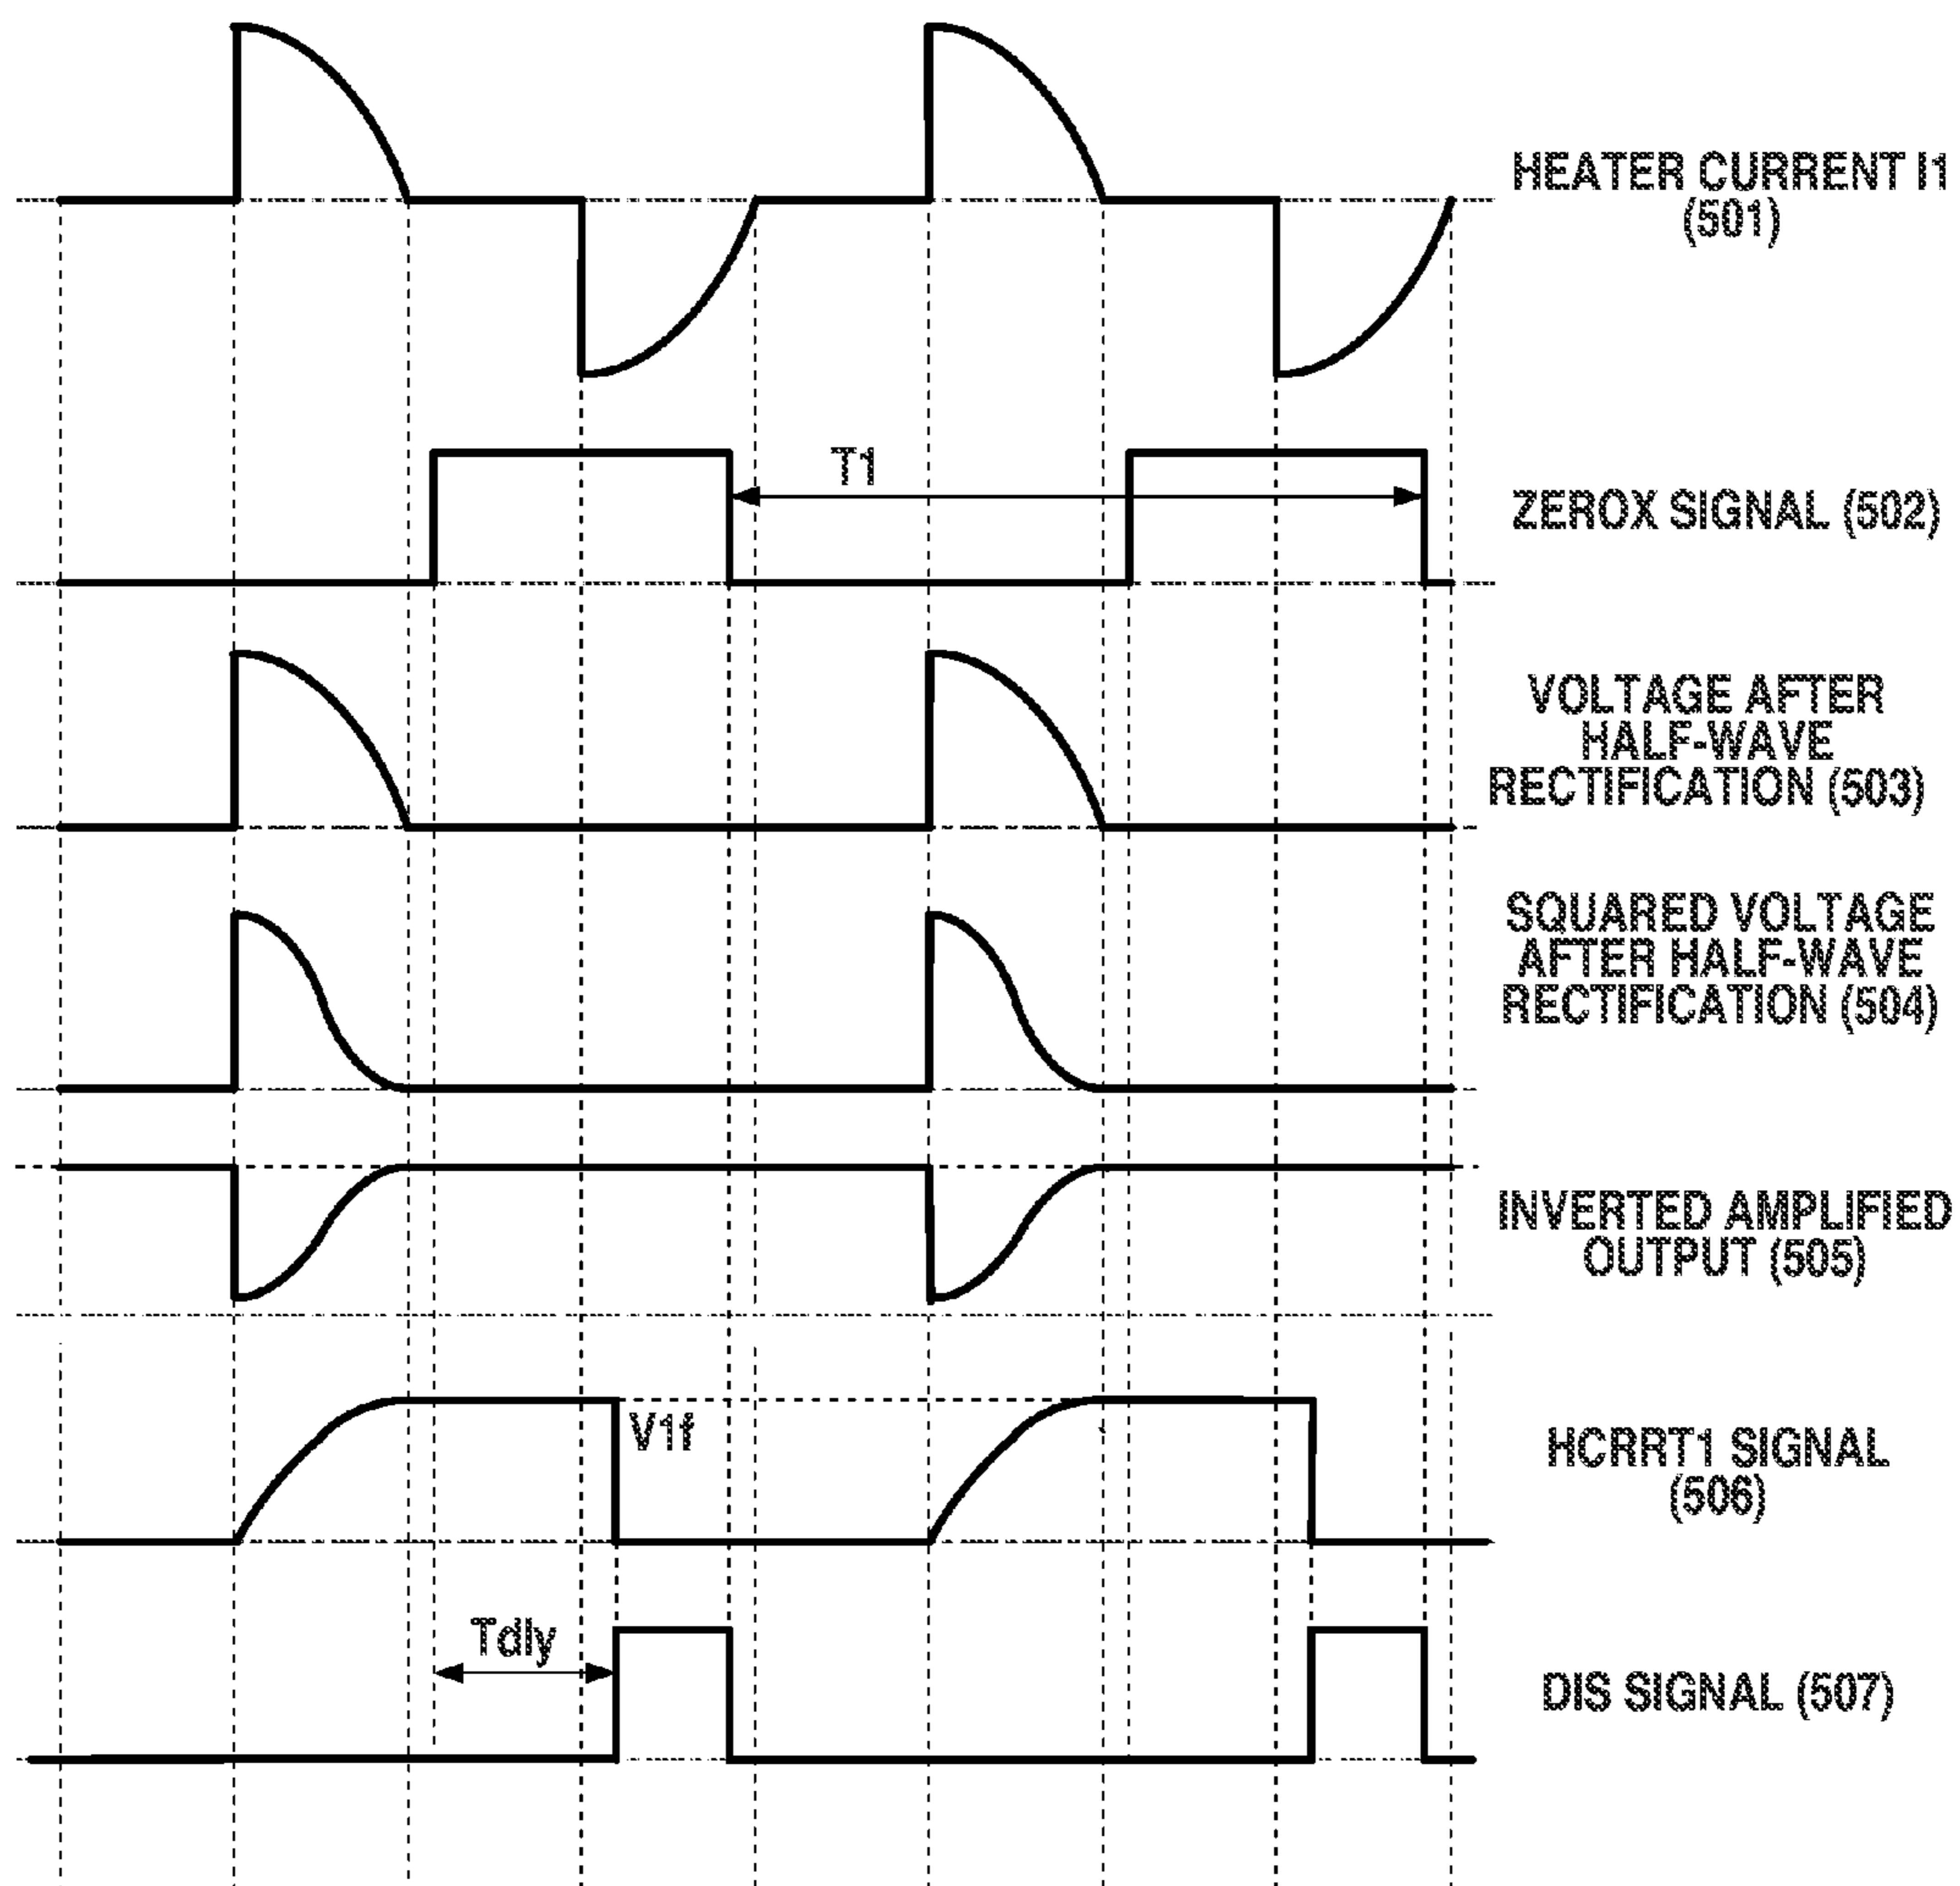 HEATER CURRENT I1
(501)
T1
ZEROX SIGNAL (502)
VOLTAGE AFTER
HALF-WAVE
RECTIFICATION (503)
SQUARED VOLTAGE
AFTER HALF-WAVE
RECTIFICATION (504)
INVERTED AMPLIFIED
OUTPUT (505)
V1f
HCRRT1 SIGNAL
(506)
Tdly
DIS SIGNAL (507)